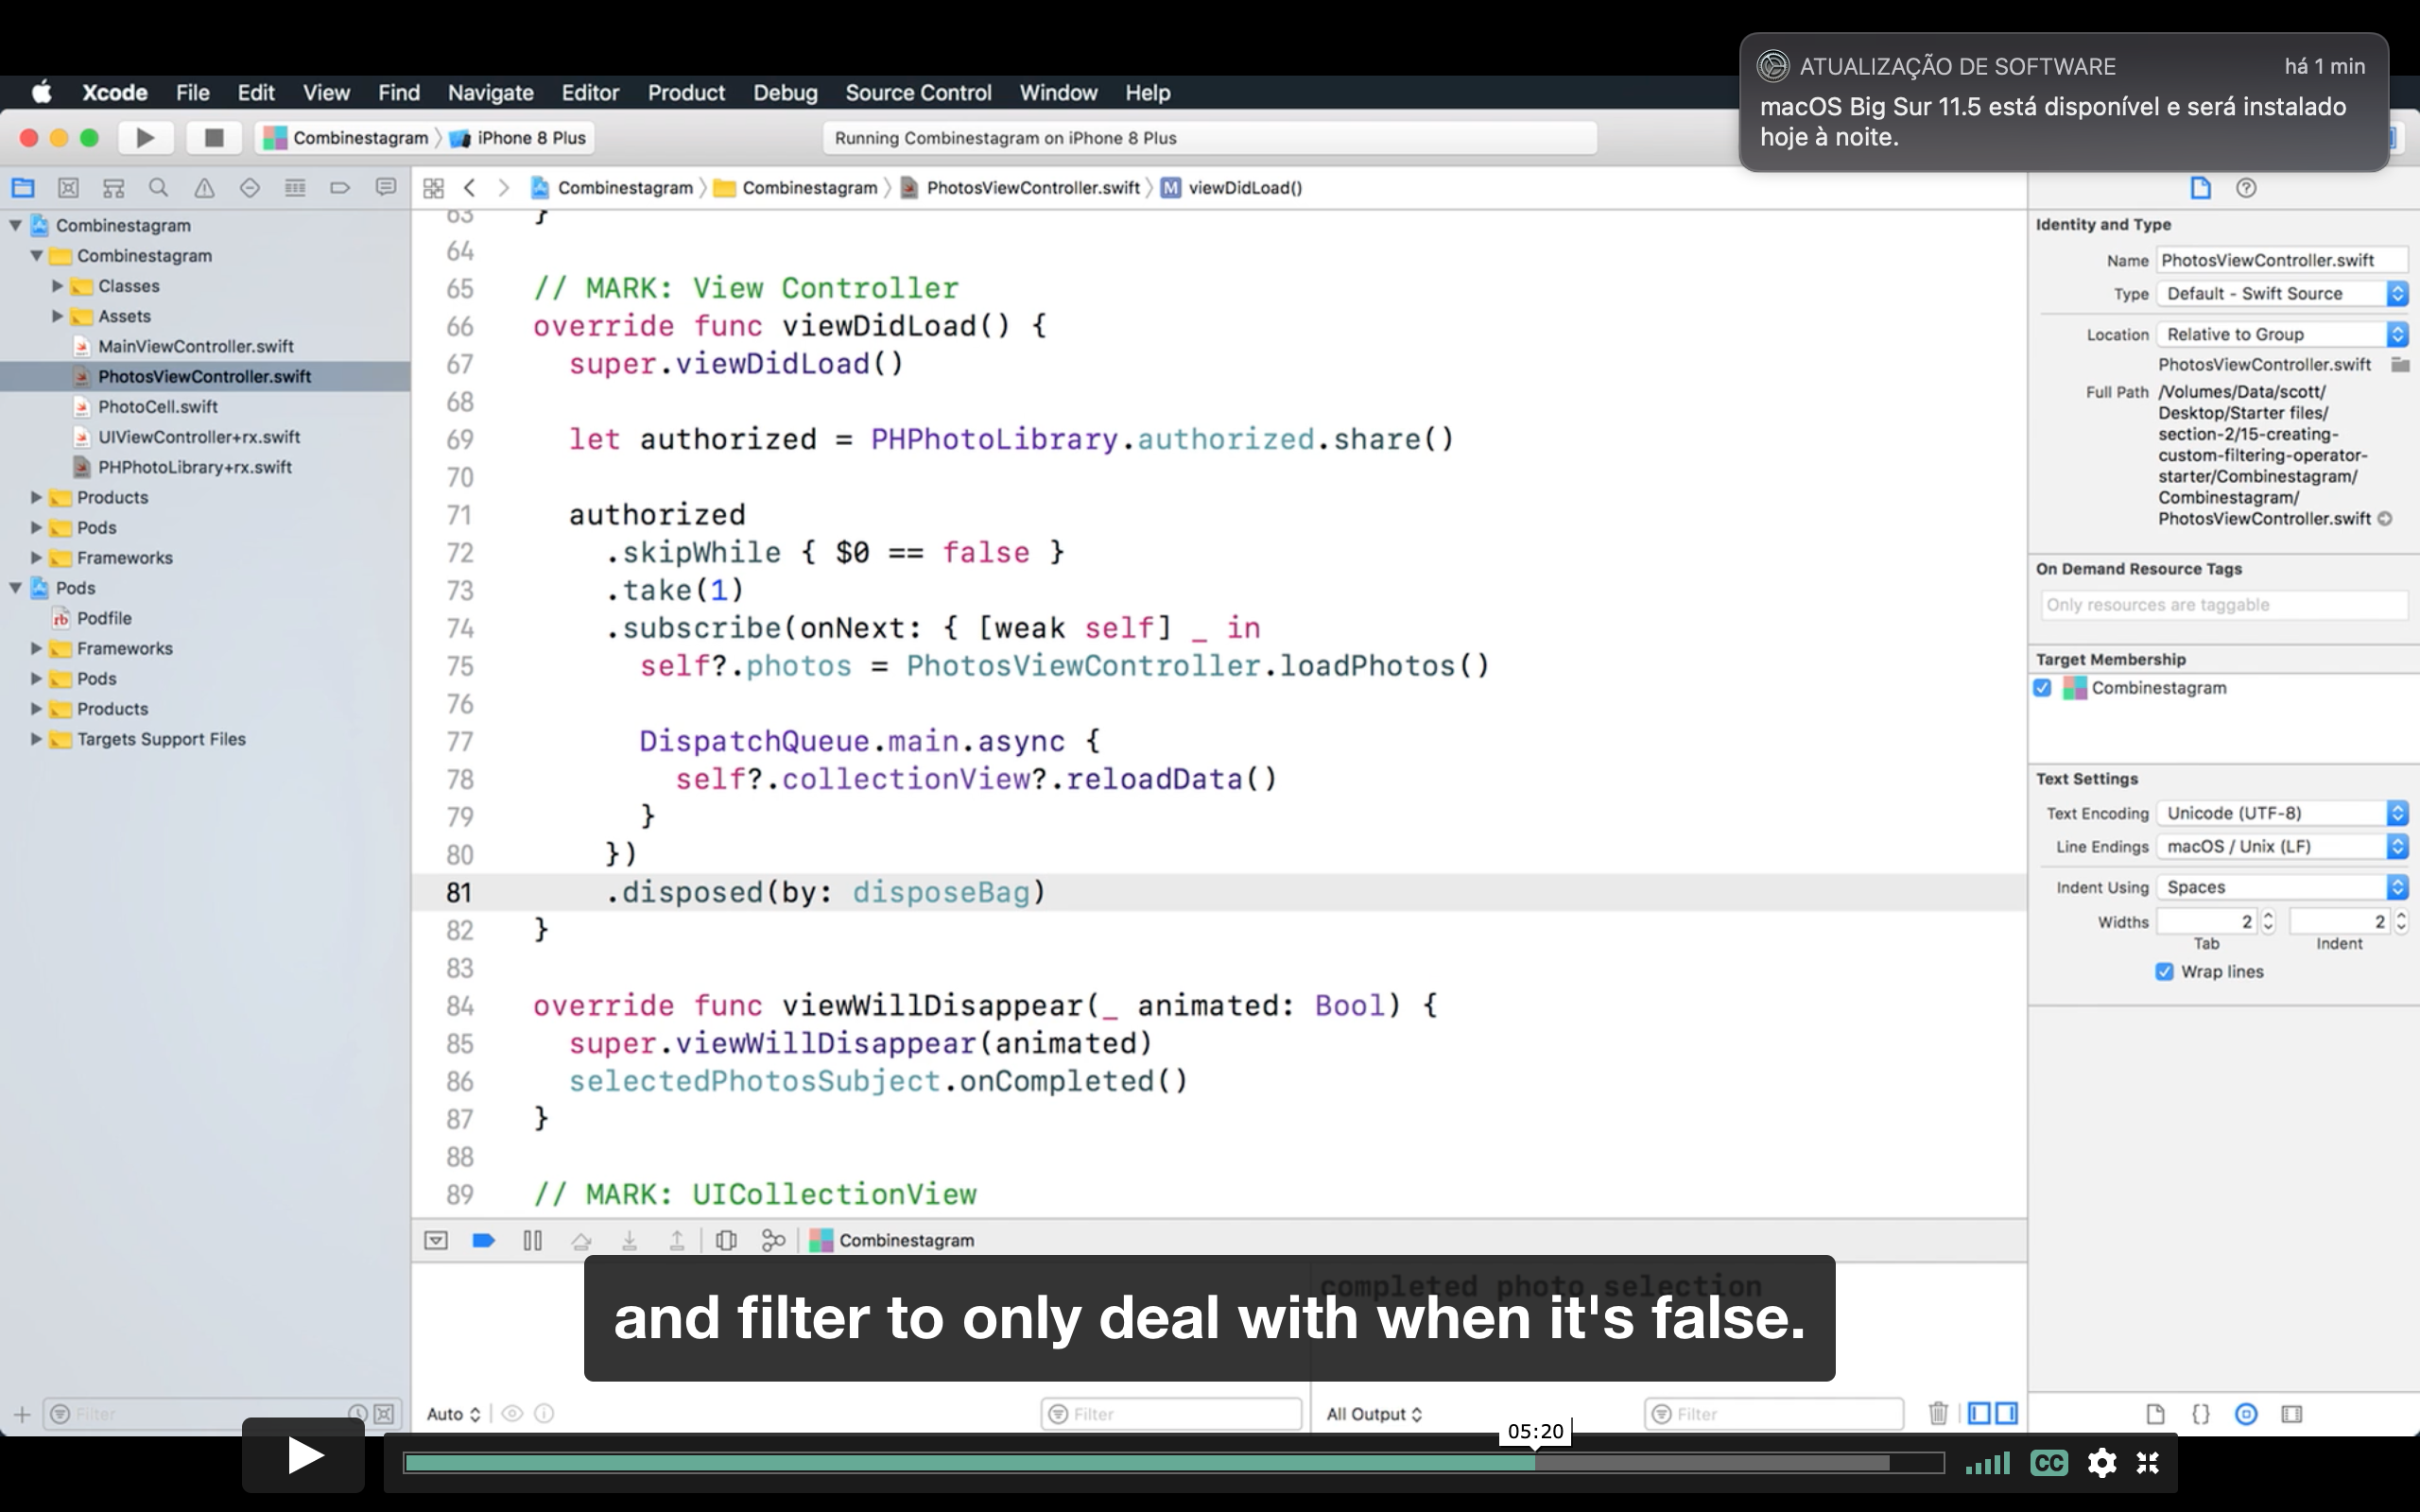 ATUALIZAÇÃO DE SOFTWARE há 1 min
macOS Big Sur 11.5 está disponível e será instalado
hoje à noite.
Xcode File Edit View Find Navigate Editor Product Debug Source Control Window Help
Combinestagram iPhone 8 Plus
Running Combinestagram on iPhone 8 Plus
Combinestagram
Combinestagram
Classes
Assets
MainViewController.swift
PhotosViewController.swift
PhotoCell.swift
UIViewController+rx.swift
PHPhotoLibrary+rx.swift
Products
Pods
Frameworks
Pods
Podfile
Frameworks
Pods
Products
Targets Support Files
Filter
Combinestagram Combinestagram PhotosViewController.swift M viewDidLoad()
63 }
64
65 // MARK: View Controller
66 override func viewDidLoad() {
67 super.viewDidLoad()
68
69 let authorized = PHPhotoLibrary.authorized.share()
70
71 authorized
72 .skipWhile { $0 == false }
73 .take(1)
74 .subscribe(onNext: { [weak self] _ in
75 self?.photos = PhotosViewController.loadPhotos()
76
77 DispatchQueue.main.async {
78 self?.collectionView?.reloadData()
79 }
80 })
81 .disposed(by: disposeBag)
82 }
83
84 override func viewWillDisappear(_ animated: Bool) {
85 super.viewWillDisappear(animated)
86 selectedPhotosSubject.onCompleted()
87 }
88
89 // MARK: UICollectionView
Combinestagram
completed photo selection
and filter to only deal with when it's false.
Auto Filter All Output Filter
05:20
CC
Identity and Type
Name PhotosViewController.swift
Type Default - Swift Source
Location Relative to Group
PhotosViewController.swift
Full Path /Volumes/Data/scott/
Desktop/Starter files/
section-2/15-creating-
custom-filtering-operator-
starter/Combinestagram/
Combinestagram/
PhotosViewController.swift
On Demand Resource Tags
Only resources are taggable
Target Membership
Combinestagram
Text Settings
Text Encoding Unicode (UTF-8)
Line Endings macOS / Unix (LF)
Indent Using Spaces
Widths 2 2
Tab Indent
Wrap lines